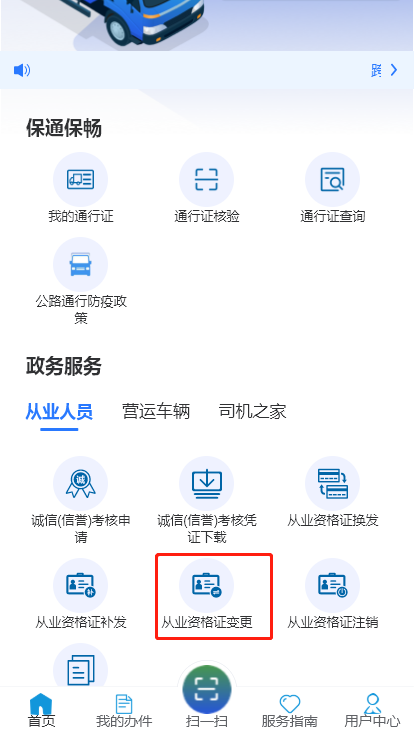 跨
保通保畅
我的通行证
通行证核验
通行证查询
公路通行防疫政
策
政务服务
从业人员
营运车辆
司机之家
诚
诚信(信誉)考核申
请
诚信(信誉)考核凭
证下载
从业资格证换发
补
从业资格证补发
从业资格证变更
从业资格证注销
首页
我的办件
扫一扫
服务指南
用户中心